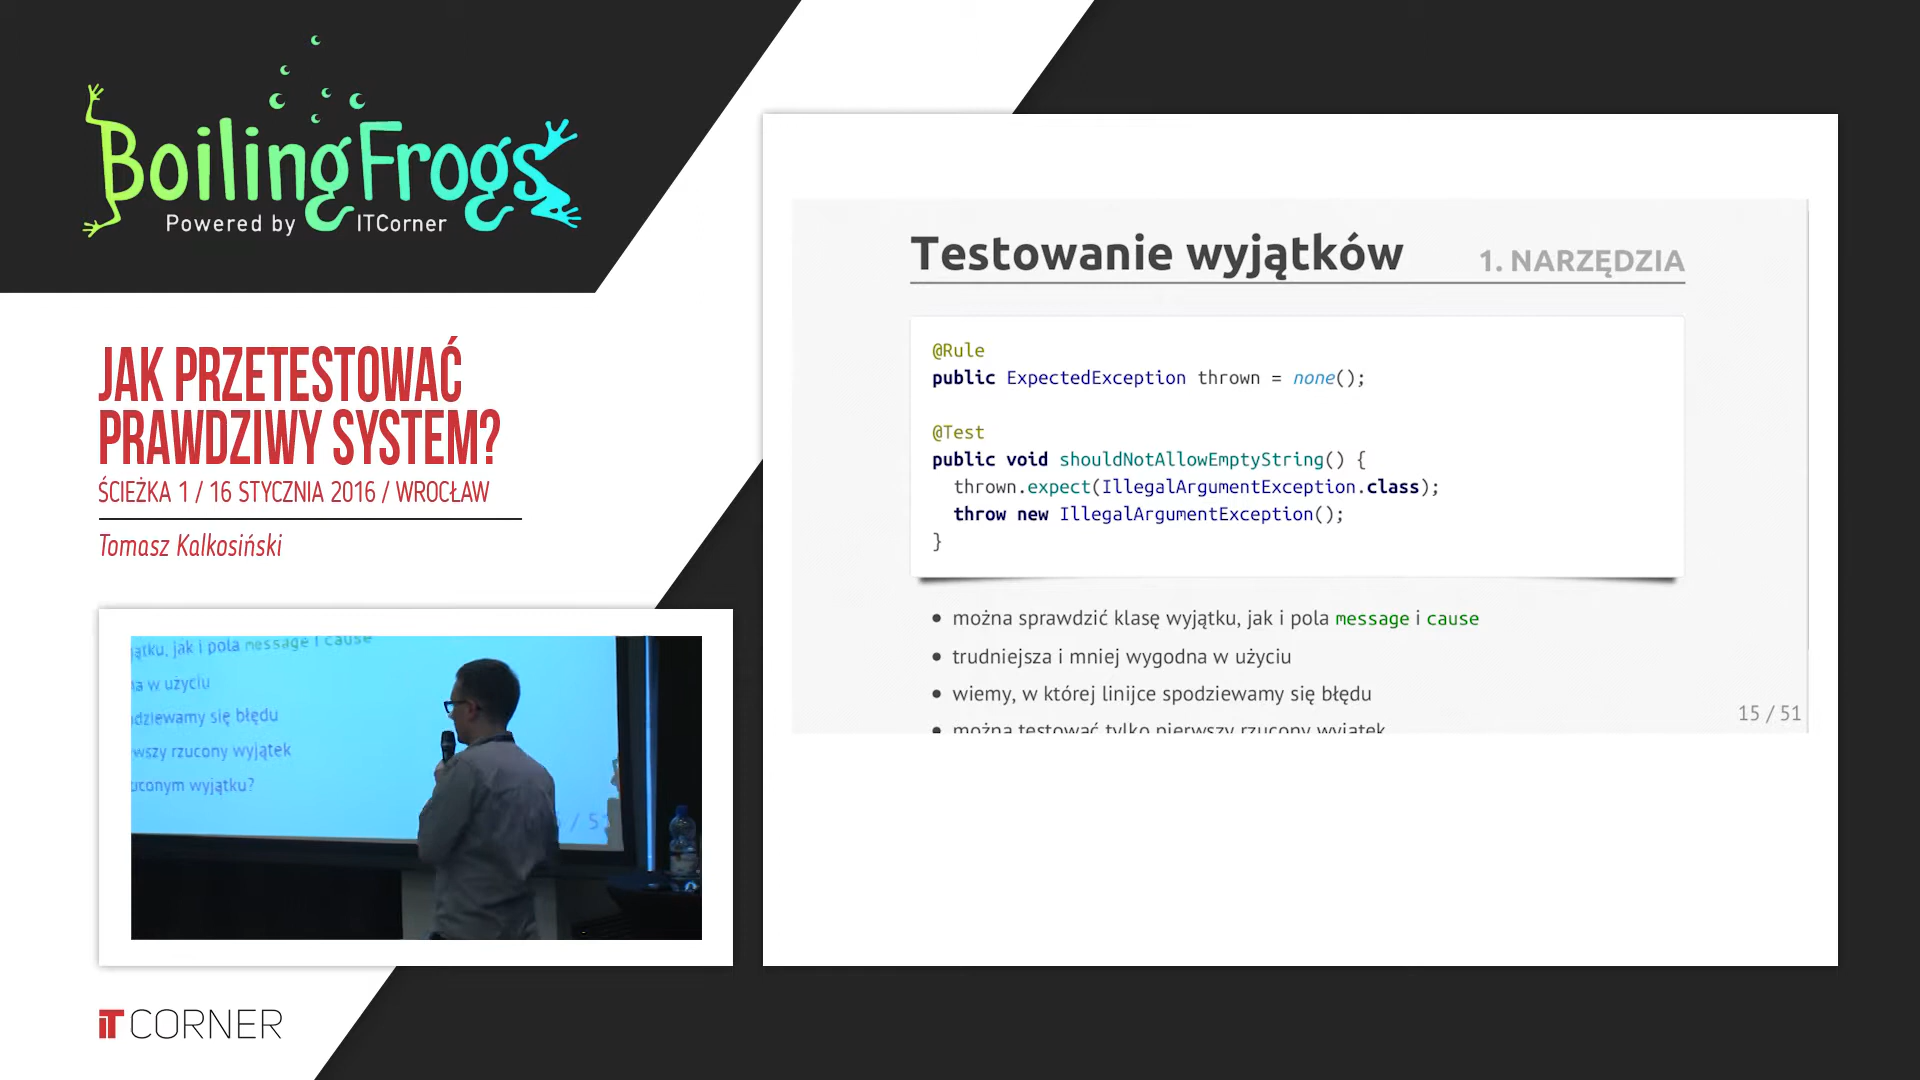 BoilingFrogs
Powered by ITCorner
JAK PRZETESTOWAĆ
PRAWDZIWY SYSTEM?
ŚCIEŻKA 1 / 16 STYCZNIA 2016 / WROCŁAW
Tomasz Kalkosiński
jątku, jak i pola message i cause
na w użyciu
odziewamy się błędu
rwszy rzucony wyjątek
uconym wyjątku?
/ 51
iT CORNER
Testowanie wyjątków
1. NARZĘDZIA
@Rule
public ExpectedException thrown = none();
@Test
public void shouldNotAllowEmptyString() {
thrown.expect(IllegalArgumentException.class);
throw new IllegalArgumentException();
}
• można sprawdzić klasę wyjątku, jak i pola message i cause
• trudniejsza i mniej wygodna w użyciu
• wiemy, w której linijce spodziewamy się błędu
• można testować tylko pierwszy rzucony wyjątek
15 / 51